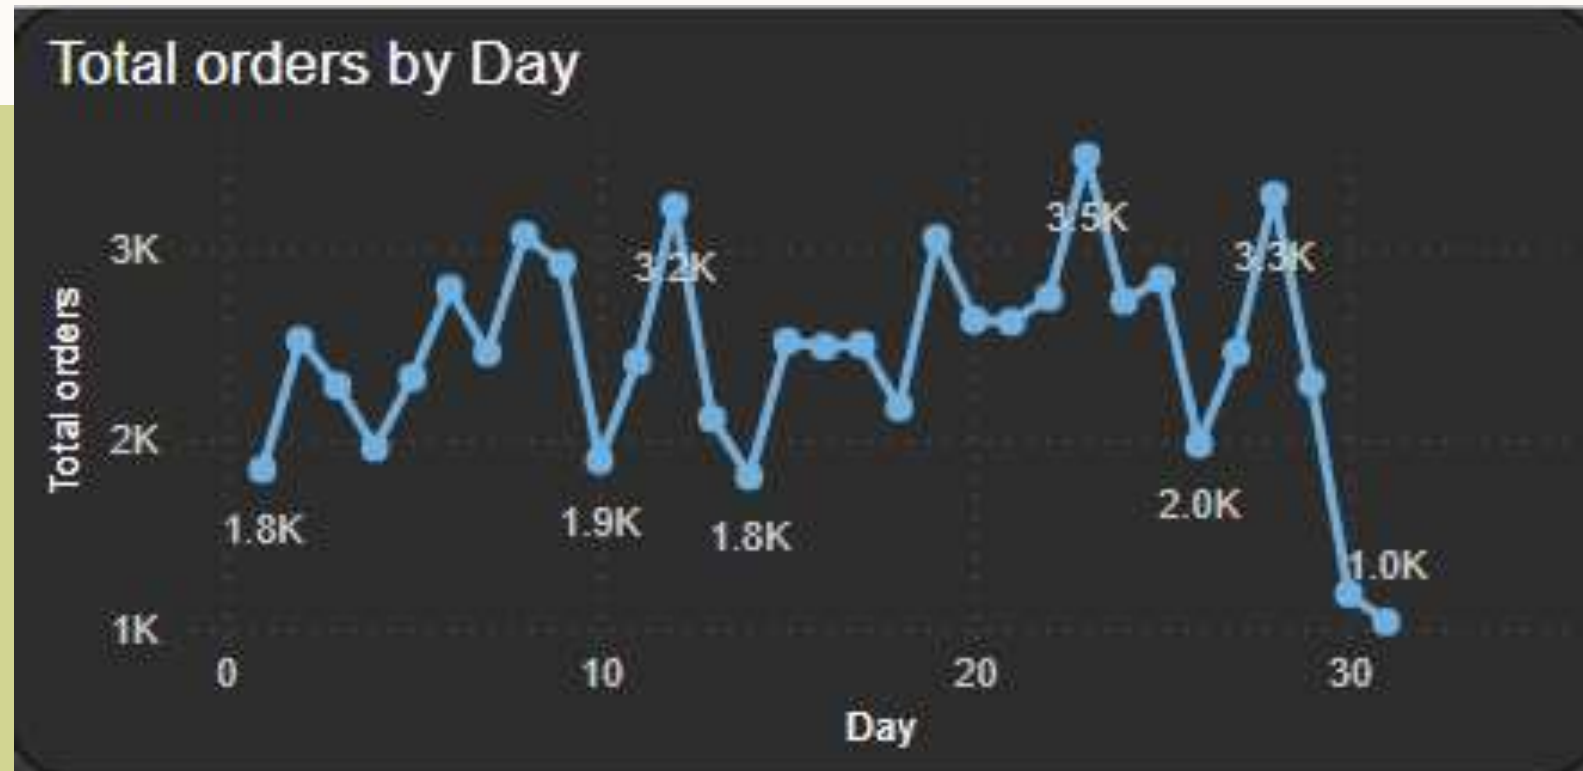 Total orders by Day
Total orders
3K
2K
1K
1.8K
1.9K
3.2K
1.8K
3.5K
2.0K
3.3K
1.0K
0 10 20 30
Day